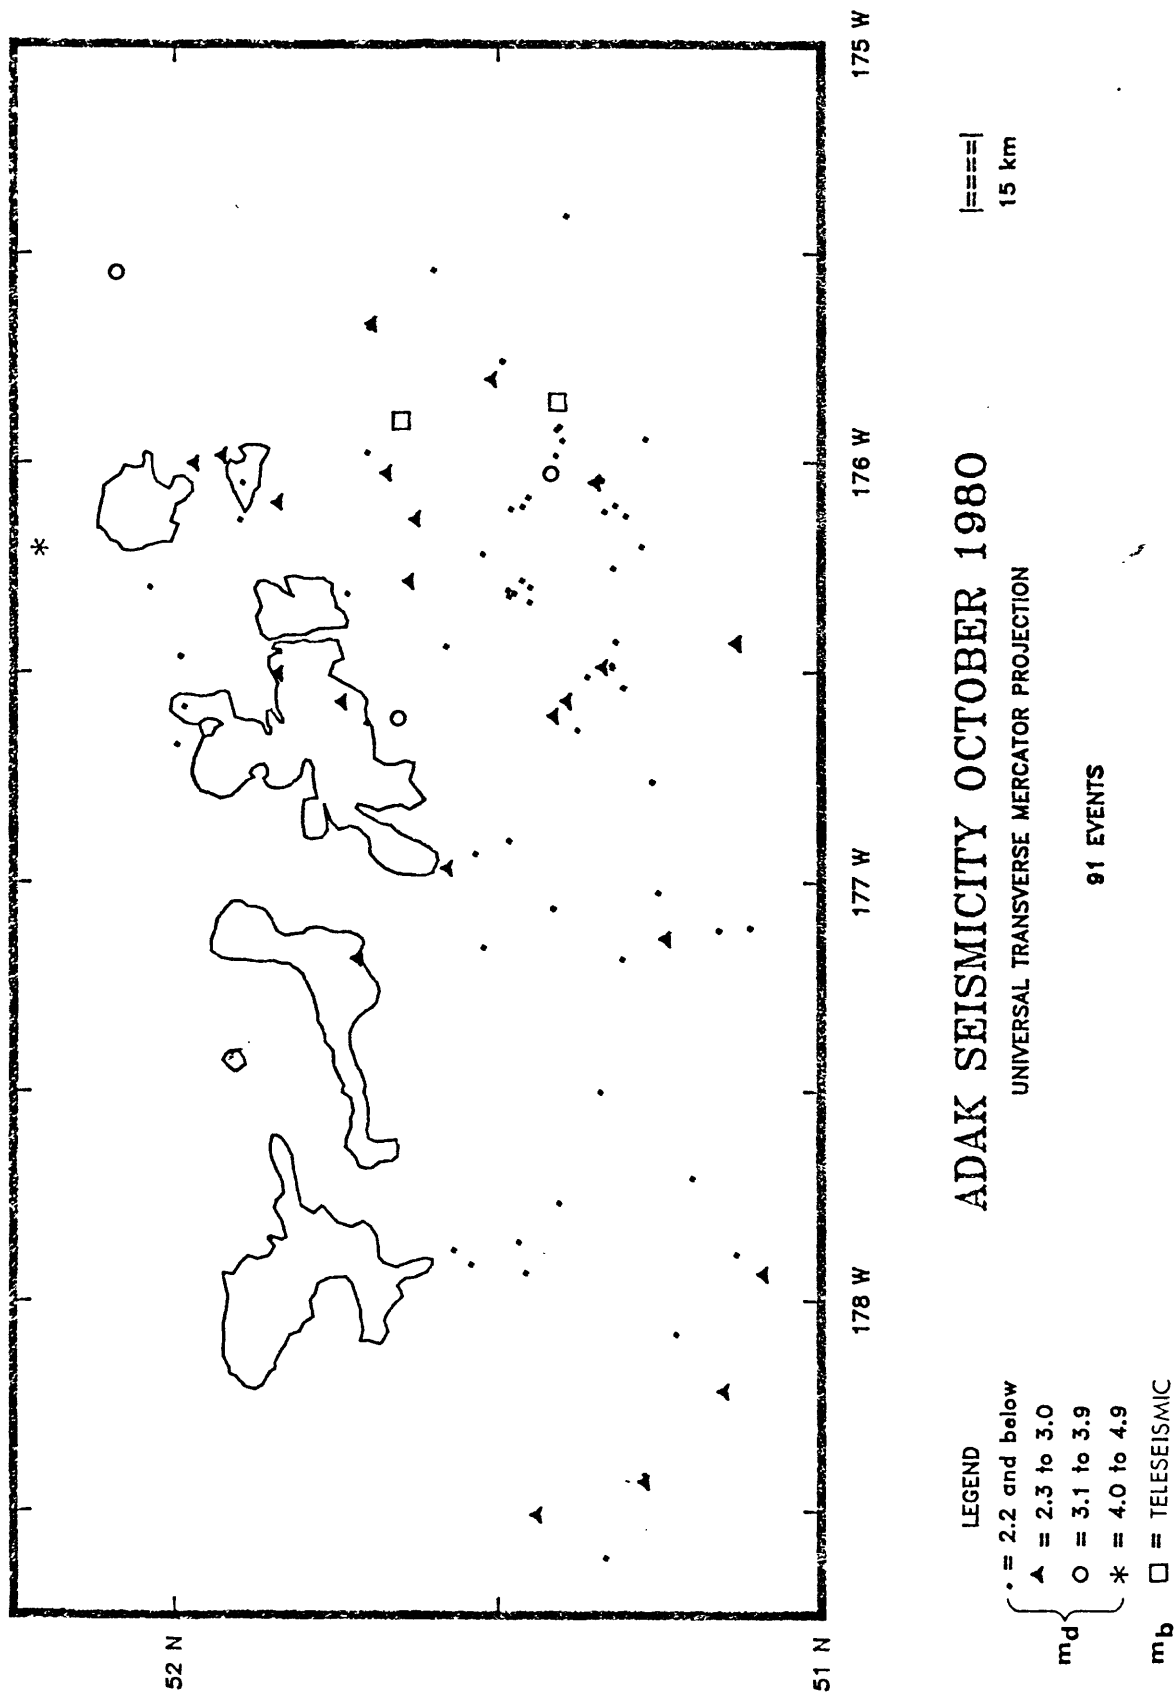 52 N
51 N
178 W
177 W
176 W
175 W
ADAK SEISMICITY OCTOBER 1980
UNIVERSAL TRANSVERSE MERCATOR PROJECTION
91 EVENTS
|====|
15 km
LEGEND
md
· = 2.2 and below
▲ = 2.3 to 3.0
○ = 3.1 to 3.9
* = 4.0 to 4.9
mb □ = TELESEISMIC